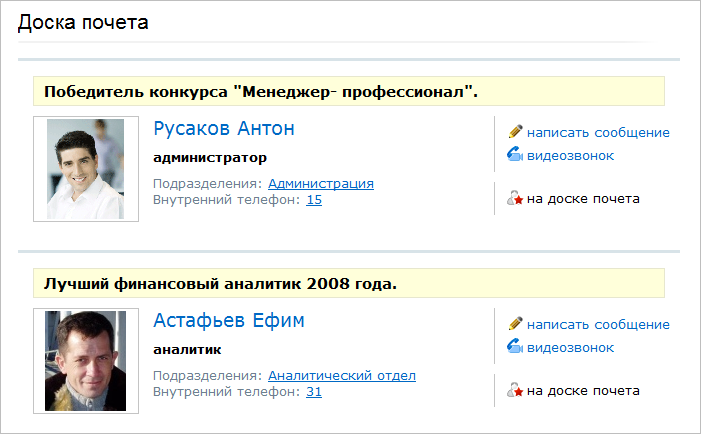 Доска почета
Победитель конкурса "Менеджер- профессионал".
Русаков Антон
администратор
Подразделения: Администрация
Внутренний телефон: 15
написать сообщение
видеозвонок
на доске почета
Лучший финансовый аналитик 2008 года.
Астафьев Ефим
аналитик
Подразделения: Аналитический отдел
Внутренний телефон: 31
написать сообщение
видеозвонок
на доске почета